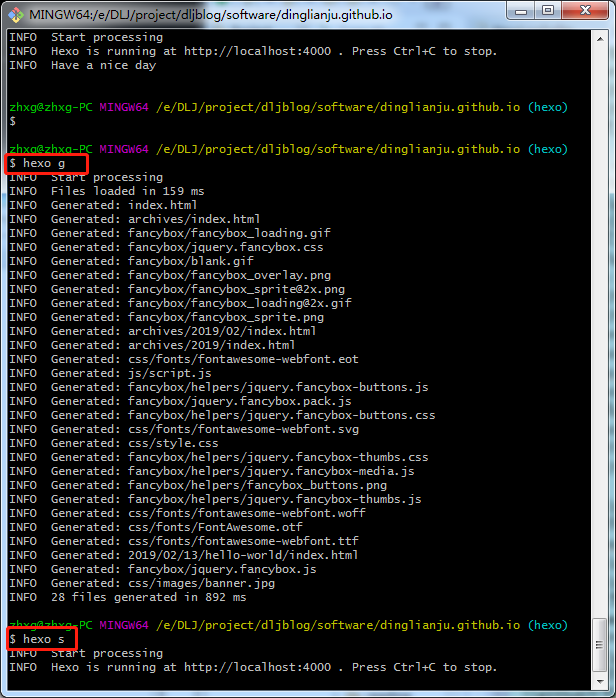 MINGW64:/e/DLJ/project/dljblog/software/dinglianju.github.io
INFO  Start processing
INFO  Hexo is running at http://localhost:4000 . Press Ctrl+C to stop.
INFO  Have a nice day
zhxg@zhxg-PC MINGW64 /e/DLJ/project/dljblog/software/dinglianju.github.io (hexo)
$
zhxg@zhxg-PC MINGW64 /e/DLJ/project/dljblog/software/dinglianju.github.io (hexo)
$ hexo g
INFO  Start processing
INFO  Files loaded in 159 ms
INFO  Generated: index.html
INFO  Generated: archives/index.html
INFO  Generated: fancybox/fancybox_loading.gif
INFO  Generated: fancybox/jquery.fancybox.css
INFO  Generated: fancybox/blank.gif
INFO  Generated: fancybox/fancybox_overlay.png
INFO  Generated: fancybox/fancybox_sprite@2x.png
INFO  Generated: fancybox/fancybox_loading@2x.gif
INFO  Generated: fancybox/fancybox_sprite.png
INFO  Generated: archives/2019/02/index.html
INFO  Generated: archives/2019/index.html
INFO  Generated: css/fonts/fontawesome-webfont.eot
INFO  Generated: js/script.js
INFO  Generated: fancybox/helpers/jquery.fancybox-buttons.js
INFO  Generated: fancybox/jquery.fancybox.pack.js
INFO  Generated: fancybox/helpers/jquery.fancybox-buttons.css
INFO  Generated: css/fonts/fontawesome-webfont.svg
INFO  Generated: css/style.css
INFO  Generated: fancybox/helpers/jquery.fancybox-thumbs.css
INFO  Generated: fancybox/helpers/jquery.fancybox-media.js
INFO  Generated: fancybox/helpers/fancybox_buttons.png
INFO  Generated: fancybox/helpers/jquery.fancybox-thumbs.js
INFO  Generated: css/fonts/fontawesome-webfont.woff
INFO  Generated: css/fonts/FontAwesome.otf
INFO  Generated: css/fonts/fontawesome-webfont.ttf
INFO  Generated: 2019/02/13/hello-world/index.html
INFO  Generated: fancybox/jquery.fancybox.js
INFO  Generated: css/images/banner.jpg
INFO  28 files generated in 892 ms
zhxg@zhxg-PC MINGW64 /e/DLJ/project/dljblog/software/dinglianju.github.io (hexo)
$ hexo s
INFO  Start processing
INFO  Hexo is running at http://localhost:4000 . Press Ctrl+C to stop.